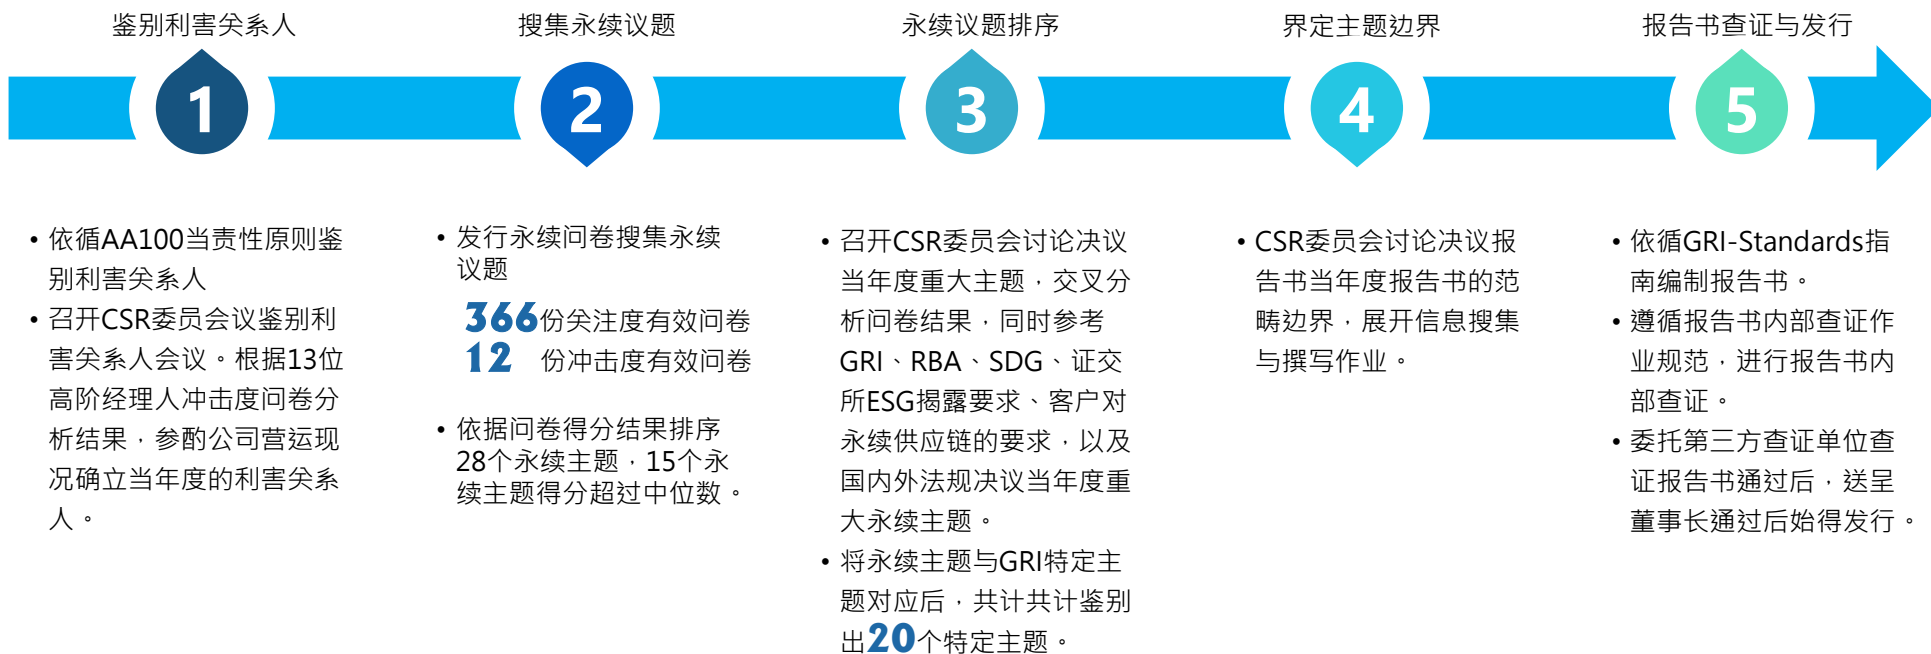 鉴别利害关系人
搜集永续议题
永续议题排序
界定主题边界
报告书查证与发行
1
2
3
4
5
• 依循AA100当责性原则鉴
别利害关系人
• 召开CSR委员会议鉴别利
害关系人会议。根据13位
高阶经理人冲击度问卷分
析结果，参酌公司营运现
况确立当年度的利害关系
人。
• 发行永续问卷搜集永续
议题
366份关注度有效问卷
12 份冲击度有效问卷
• 依据问卷得分结果排序
28个永续主题，15个永
续主题得分超过中位数。
• 召开CSR委员会讨论决议
当年度重大主题，交叉分
析问卷结果，同时参考
GRI、RBA、SDG、证交
所ESG揭露要求、客户对
永续供应链的要求，以及
国内外法规决议当年度重
大永续主题。
• 将永续主题与GRI特定主
题对应后，共计共计鉴别
出20个特定主题。
• CSR委员会讨论决议报
告书当年度报告书的范
畴边界，展开信息搜集
与撰写作业。
• 依循GRI-Standards指
南编制报告书。
• 遵循报告书内部查证作
业规范，进行报告书内
部查证。
• 委托第三方查证单位查
证报告书通过后，送呈
董事长通过后始得发行。